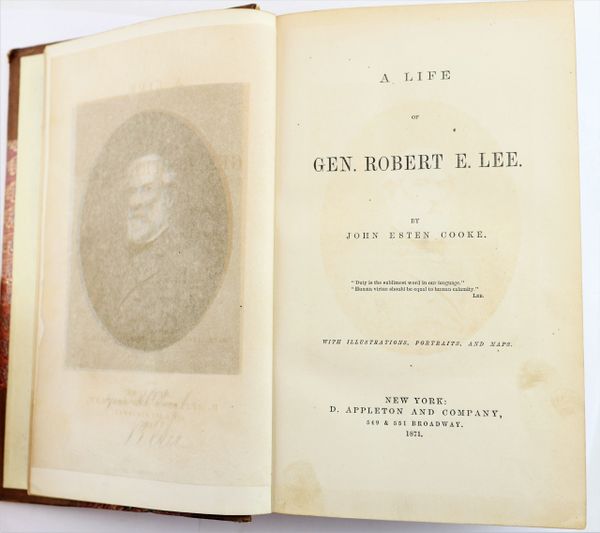 A LIFE
OF
GEN. ROBERT E. LEE.
BY
JOHN ESTEN COOKE.
"Duty is the sublimest word in our language."
"Human virtue should be equal to human calamity."
LEE.
WITH ILLUSTRATIONS, PORTRAITS, AND MAPS.
NEW YORK:
D. APPLETON AND COMPANY,
549 & 551 BROADWAY.
1871.